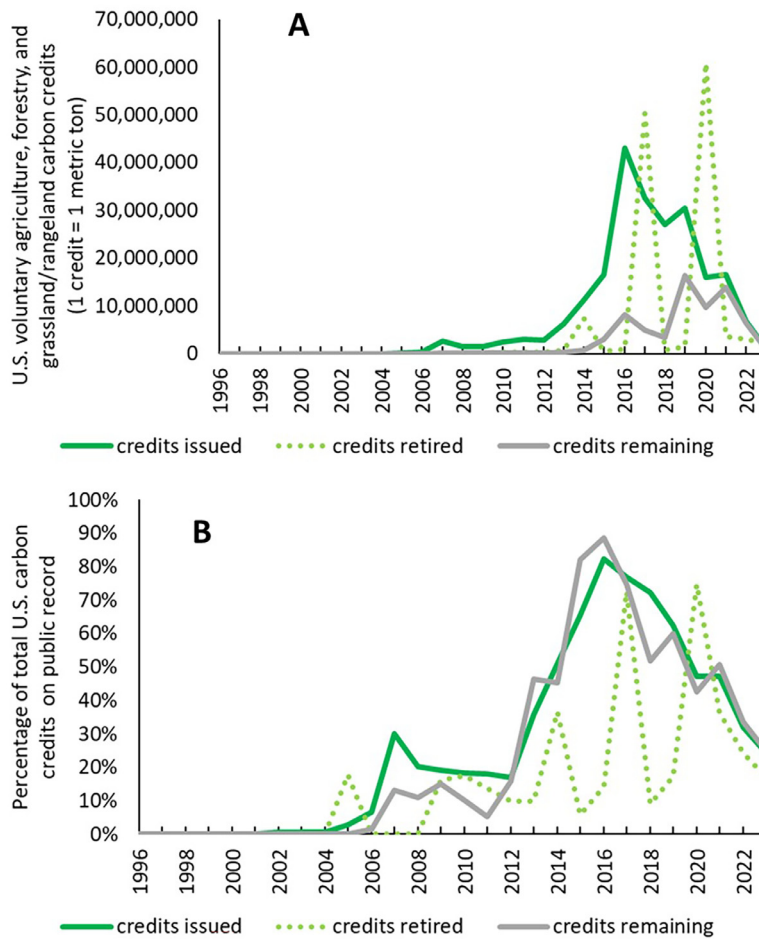 A
U.S. voluntary agriculture, forestry, and
grassland/rangeland carbon credits
(1 credit = 1 metric ton)
70,000,000
60,000,000
50,000,000
40,000,000
30,000,000
20,000,000
10,000,000
0
1996 1998 2000 2002 2004 2006 2008 2010 2012 2014 2016 2018 2020 2022
credits issued credits retired credits remaining
B
Percentage of total U.S. carbon
credits on public record
100%
90%
80%
70%
60%
50%
40%
30%
20%
10%
0%
1996 1998 2000 2002 2004 2006 2008 2010 2012 2014 2016 2018 2020 2022
credits issued credits retired credits remaining